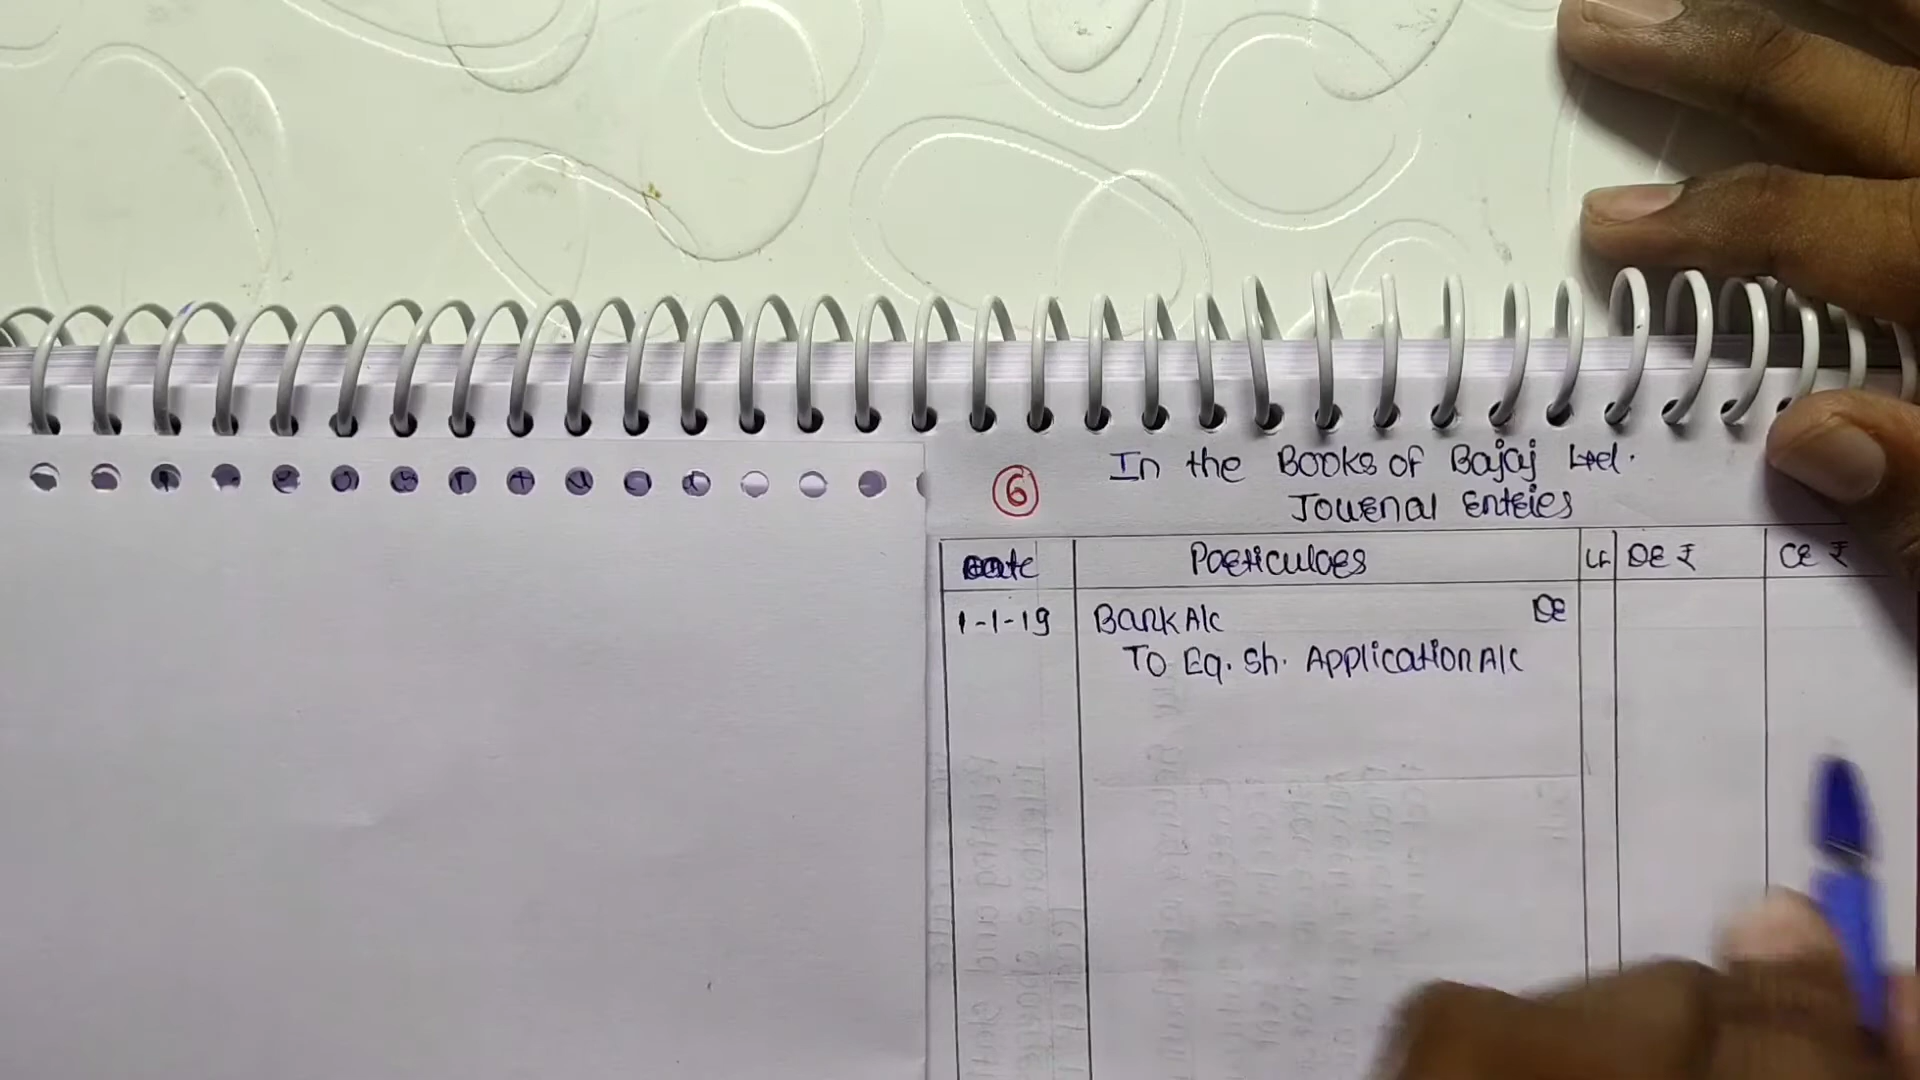 6
In the Books of Bajaj Ltd.
Journal Entries
Date Particulars LF Dr ₹ Cr ₹
1-1-19 Bank A/c Dr
To Eq. Sh. Application A/c